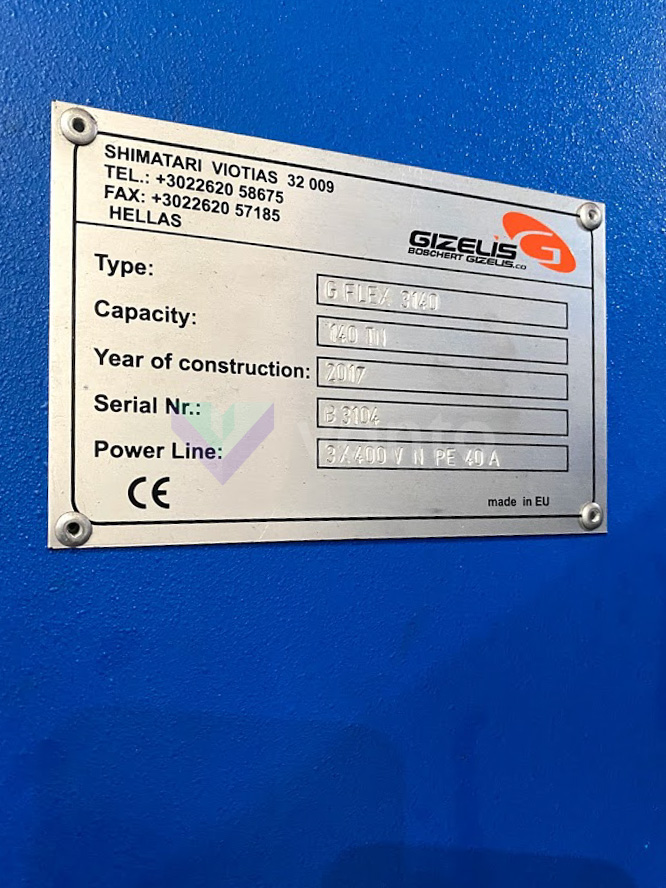 SHIMATARI VIOTIAS 32 009
TEL.: +3022620 58675
FAX: +3022620 57185
HELLAS
GIZELIS
BOSCHERT GIZELIS.CO
Type: G FLEX 3140
Capacity: 140 TN
Year of construction: 2017
Serial Nr.: B 3104
Power Line: 3X400 V N PE 40 A
CE
made in EU